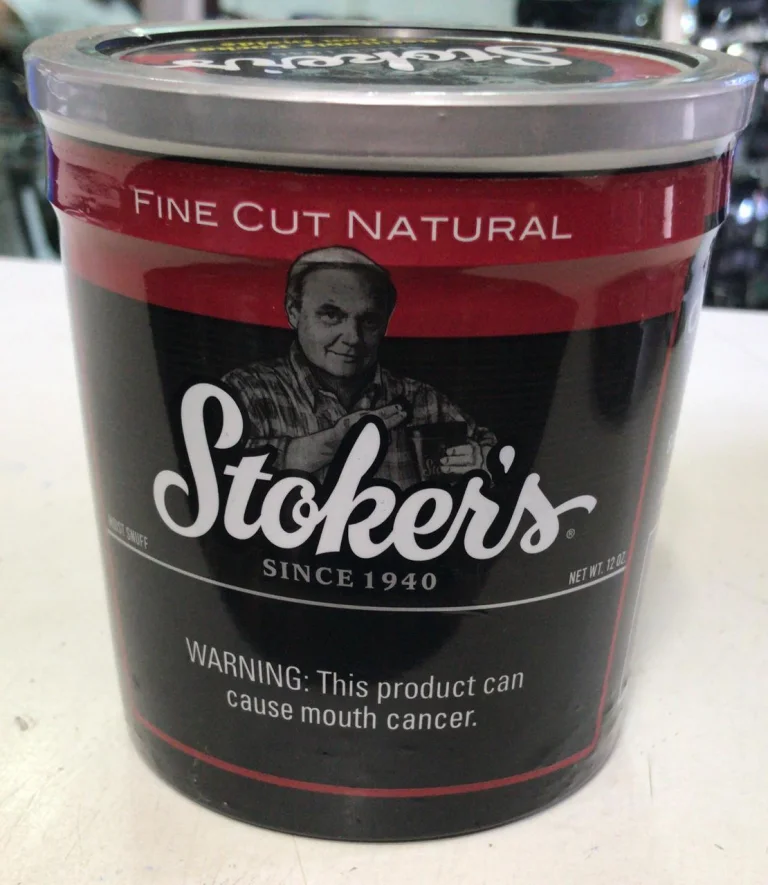 Stoker's
FINE CUT NATURAL
Stoker's®
SINCE 1940
MOIST SNUFF
NET WT. 12 OZ.
WARNING: This product can
cause mouth cancer.